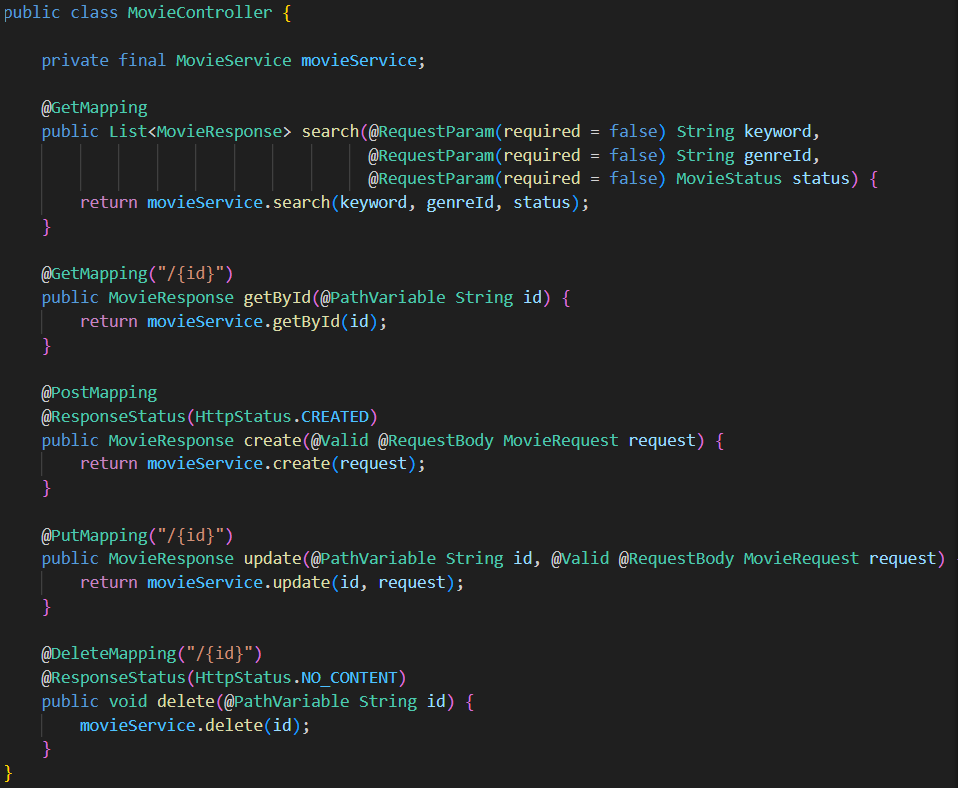 public class MovieController {

    private final MovieService movieService;

    @GetMapping
    public List<MovieResponse> search(@RequestParam(required = false) String keyword,
                                      @RequestParam(required = false) String genreId,
                                      @RequestParam(required = false) MovieStatus status) {
        return movieService.search(keyword, genreId, status);
    }

    @GetMapping("/{id}")
    public MovieResponse getById(@PathVariable String id) {
        return movieService.getById(id);
    }

    @PostMapping
    @ResponseStatus(HttpStatus.CREATED)
    public MovieResponse create(@Valid @RequestBody MovieRequest request) {
        return movieService.create(request);
    }

    @PutMapping("/{id}")
    public MovieResponse update(@PathVariable String id, @Valid @RequestBody MovieRequest request)
        return movieService.update(id, request);
    }

    @DeleteMapping("/{id}")
    @ResponseStatus(HttpStatus.NO_CONTENT)
    public void delete(@PathVariable String id) {
        movieService.delete(id);
    }
}